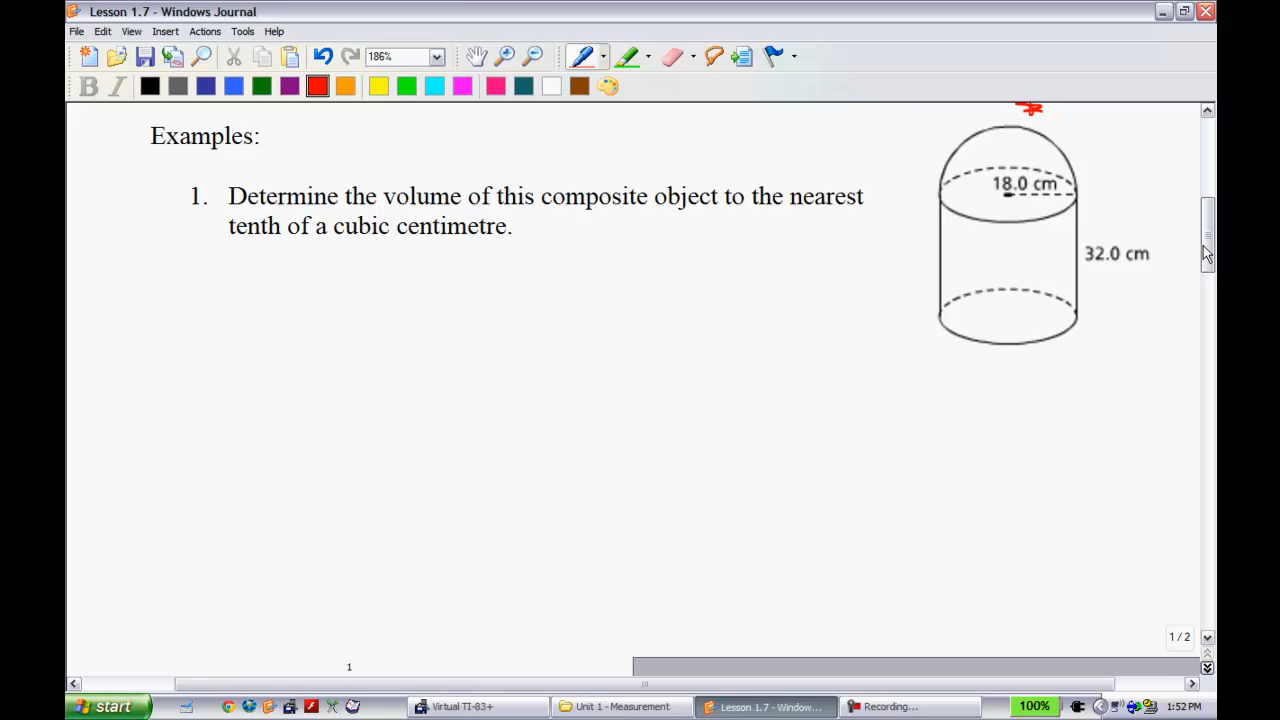 Lesson 1.7 - Windows Journal
File Edit View Insert Actions Tools Help
186%
B I
Examples:
1. Determine the volume of this composite object to the nearest
tenth of a cubic centimetre.
18.0 cm
32.0 cm
1 / 2
1
start Virtual TI-83+ Unit 1 - Measurement Lesson 1.7 - Window... Recording... 100% 1:52 PM